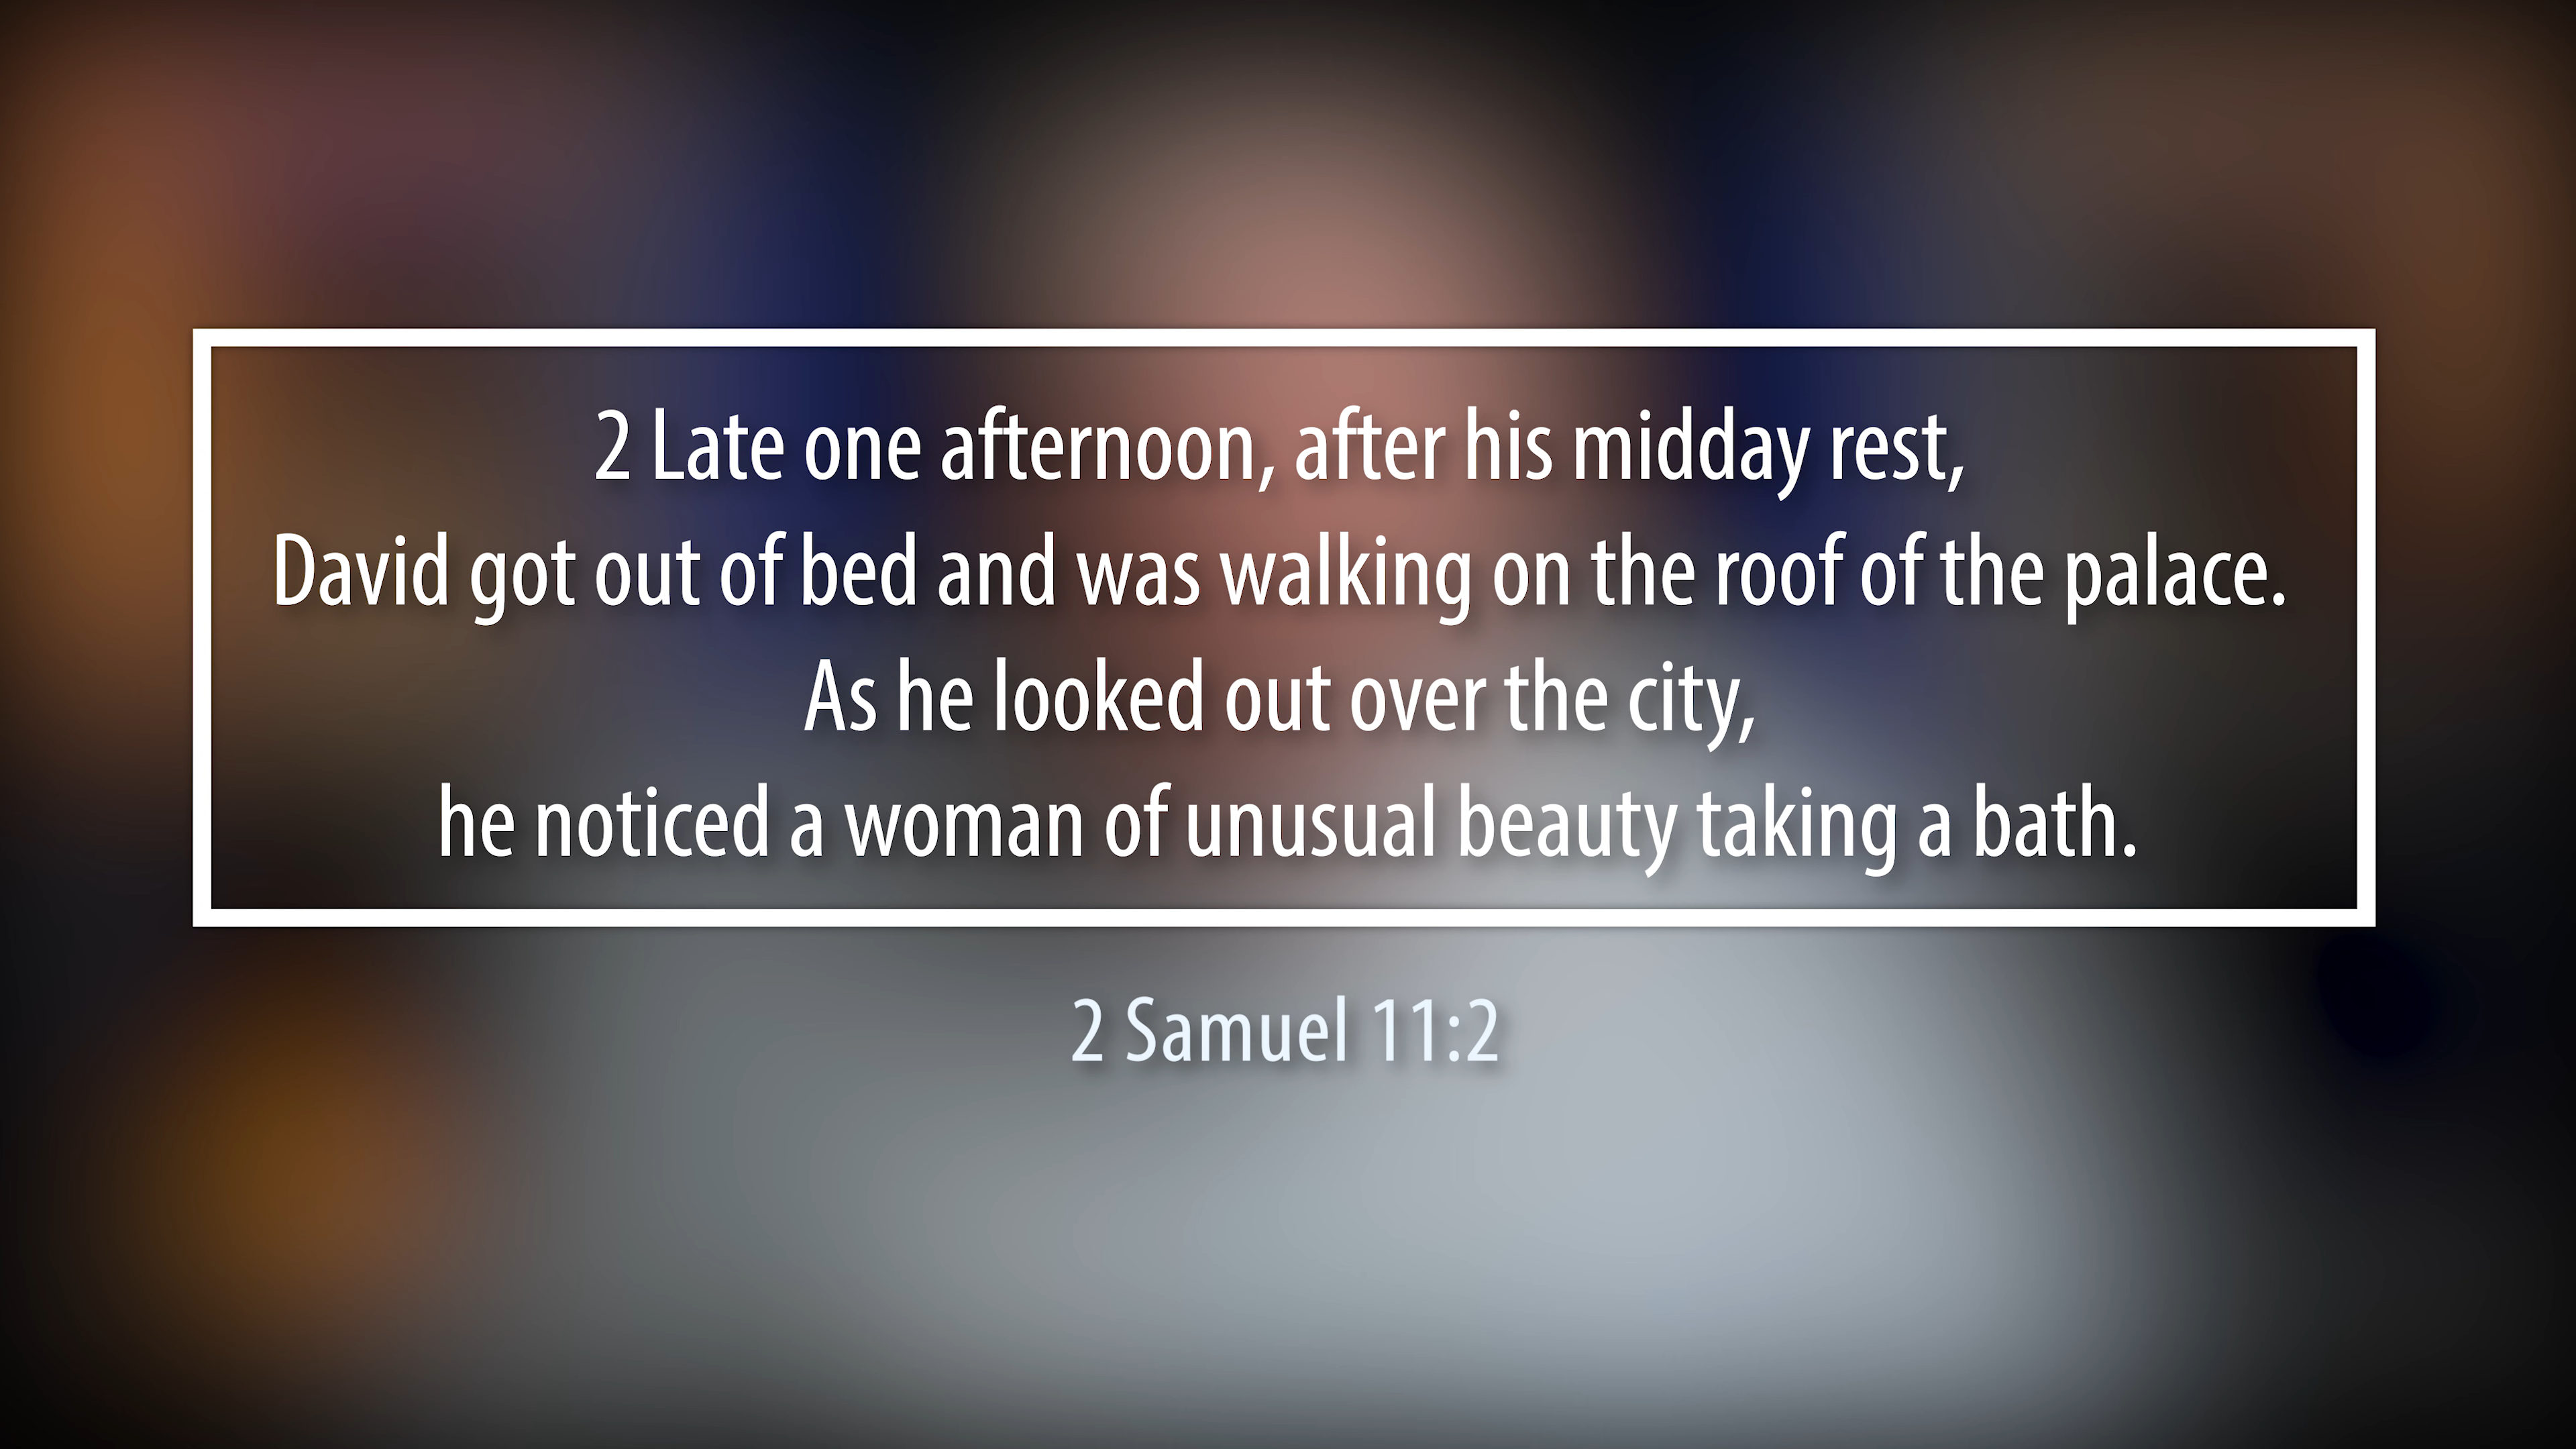 2 Late one afternoon, after his midday rest,
David got out of bed and was walking on the roof of the palace.
As he looked out over the city,
he noticed a woman of unusual beauty taking a bath.
2 Samuel 11:2